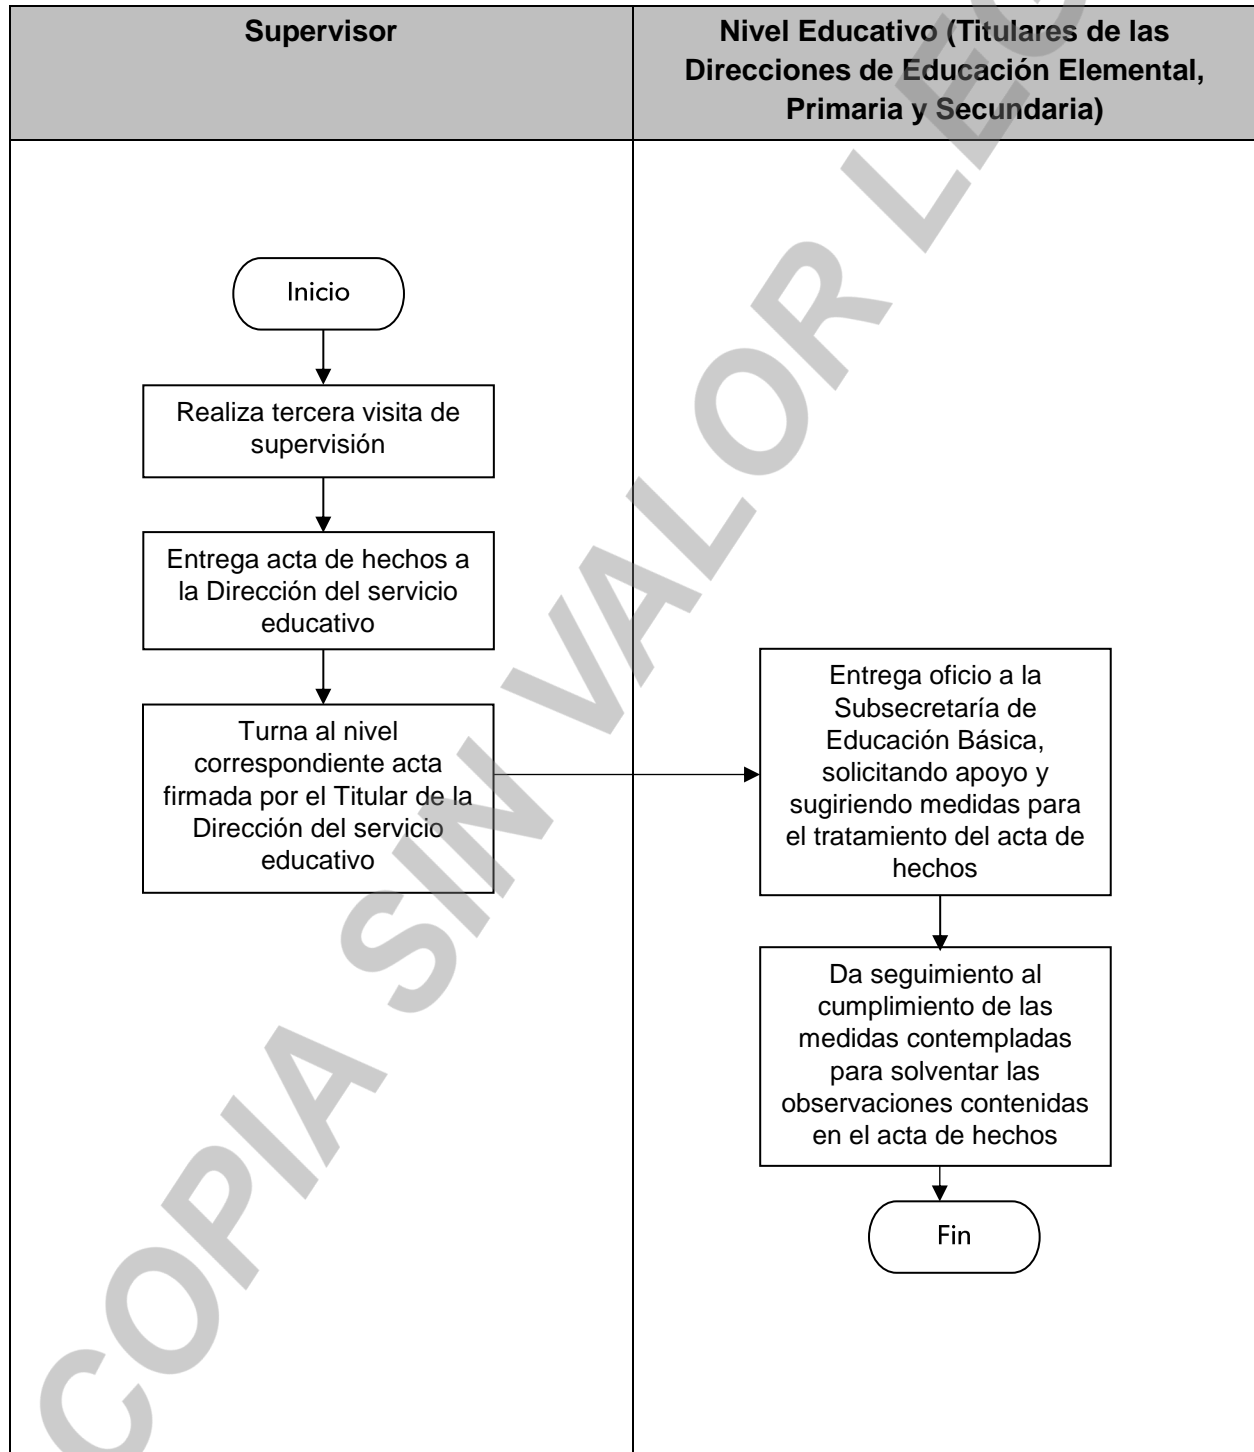 Supervisor
Nivel Educativo (Titulares de las
Direcciones de Educación Elemental,
Primaria y Secundaria)
Inicio
Realiza tercera visita de
supervisión
Entrega acta de hechos a
la Dirección del servicio
educativo
Turna al nivel
correspondiente acta
firmada por el Titular de la
Dirección del servicio
educativo
Entrega oficio a la
Subsecretaría de
Educación Básica,
solicitando apoyo y
sugiriendo medidas para
el tratamiento del acta de
hechos
Da seguimiento al
cumplimiento de las
medidas contempladas
para solventar las
observaciones contenidas
en el acta de hechos
Fin
COPIA SIN VALOR LEG